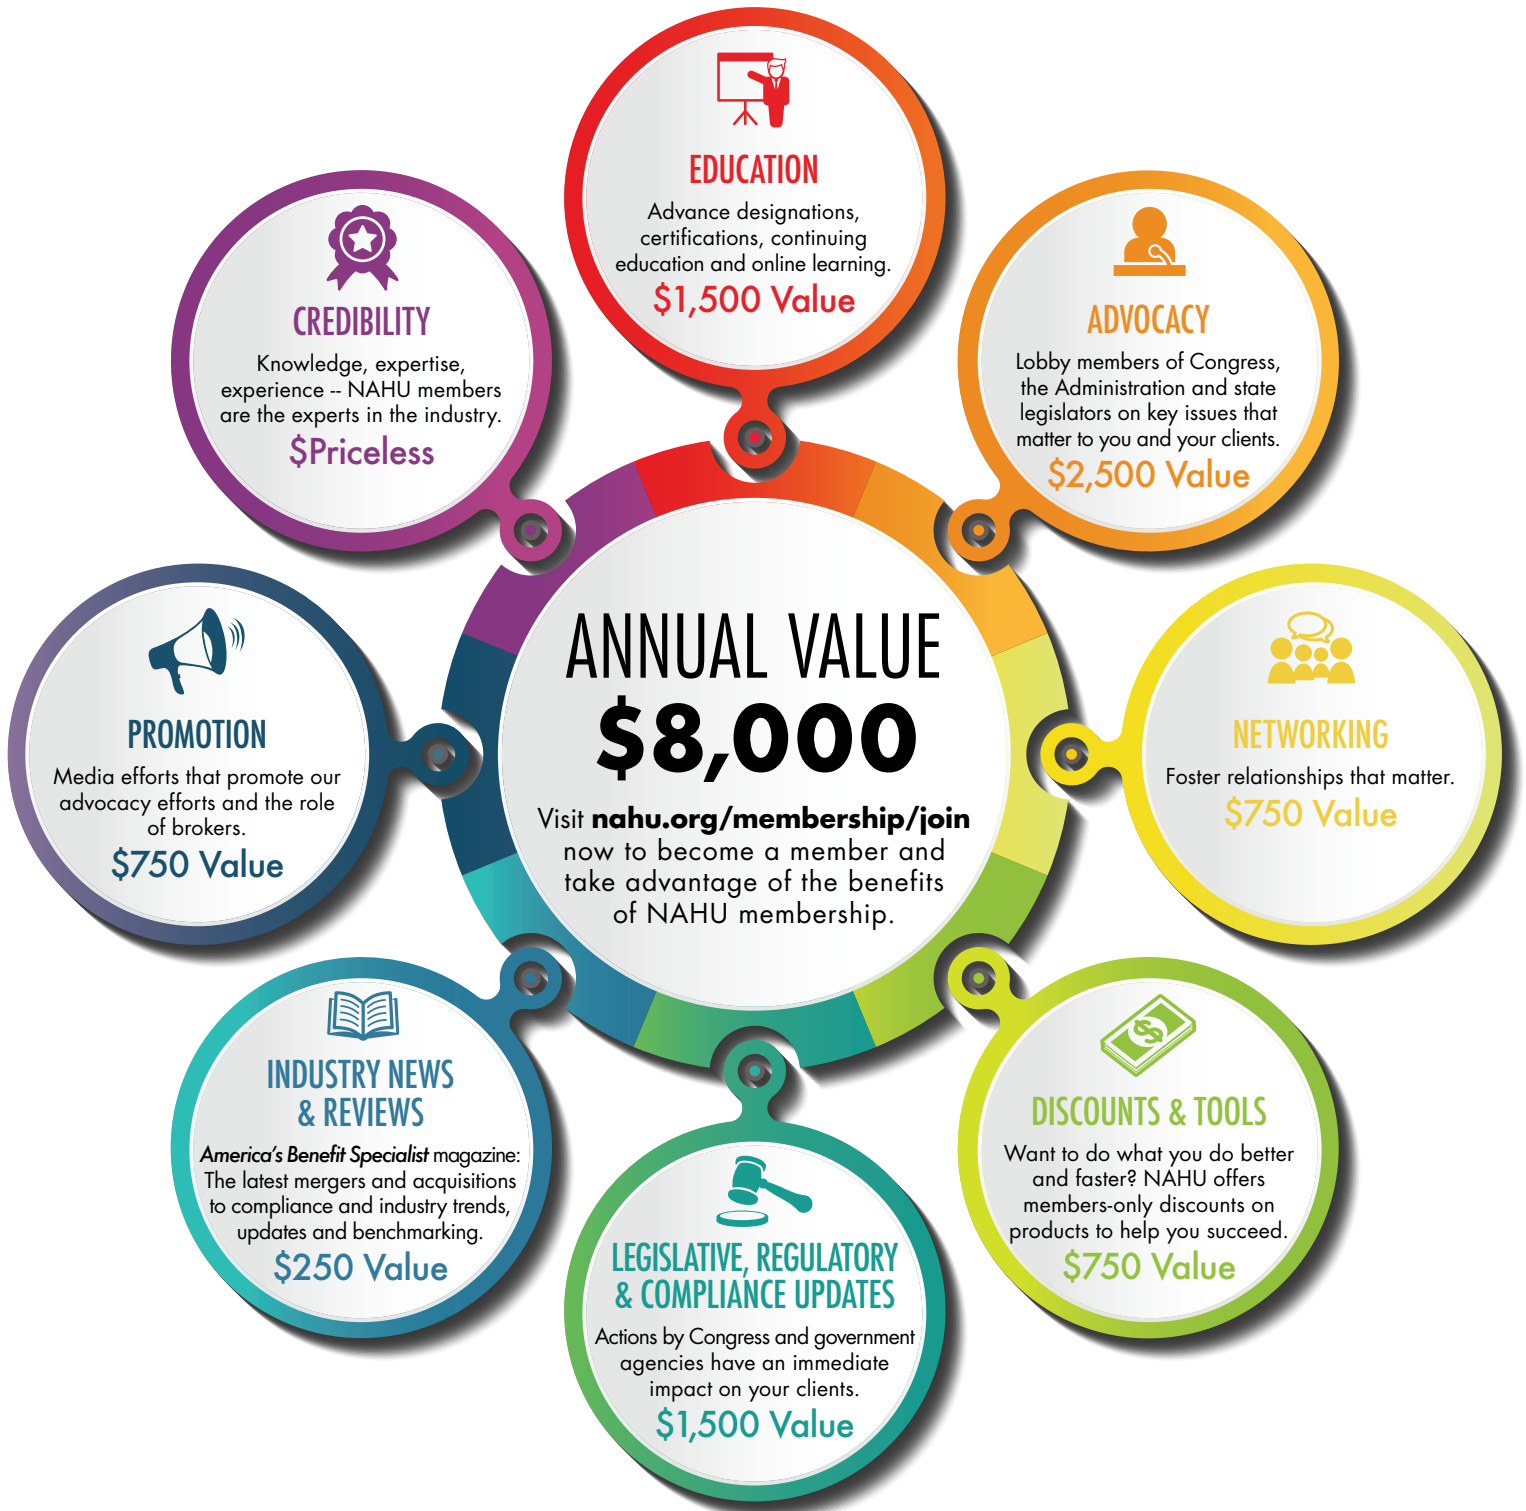 EDUCATION
Advance designations,
certifications, continuing
education and online learning.
$1,500 Value
ADVOCACY
Lobby members of Congress,
the Administration and state
legislators on key issues that
matter to you and your clients.
$2,500 Value
NETWORKING
Foster relationships that matter.
$750 Value
DISCOUNTS & TOOLS
Want to do what you do better
and faster? NAHU offers
members-only discounts on
products to help you succeed.
$750 Value
LEGISLATIVE, REGULATORY
& COMPLIANCE UPDATES
Actions by Congress and government
agencies have an immediate
impact on your clients.
$1,500 Value
INDUSTRY NEWS
& REVIEWS
America's Benefit Specialist magazine:
The latest mergers and acquisitions
to compliance and industry trends,
updates and benchmarking.
$250 Value
PROMOTION
Media efforts that promote our
advocacy efforts and the role
of brokers.
$750 Value
CREDIBILITY
Knowledge, expertise,
experience -- NAHU members
are the experts in the industry.
$Priceless
ANNUAL VALUE
$8,000
Visit nahu.org/membership/join
now to become a member and
take advantage of the benefits
of NAHU membership.